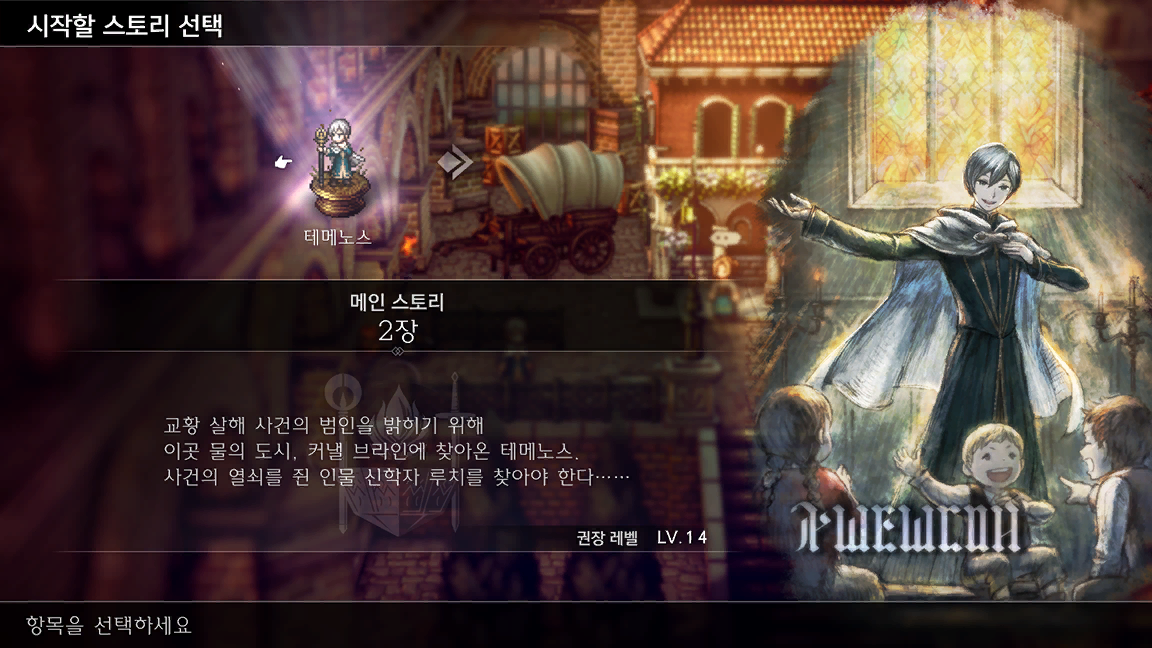 시작할 스토리 선택
테메노스
메인 스토리
2장
교황 살해 사건의 범인을 밝히기 위해
이곳 물의 도시, 커낼 브라인에 찾아온 테메노스.
사건의 열쇠를 쥔 인물 신학자 루치를 찾아야 한다……
권장 레벨 LV.14
항목을 선택하세요